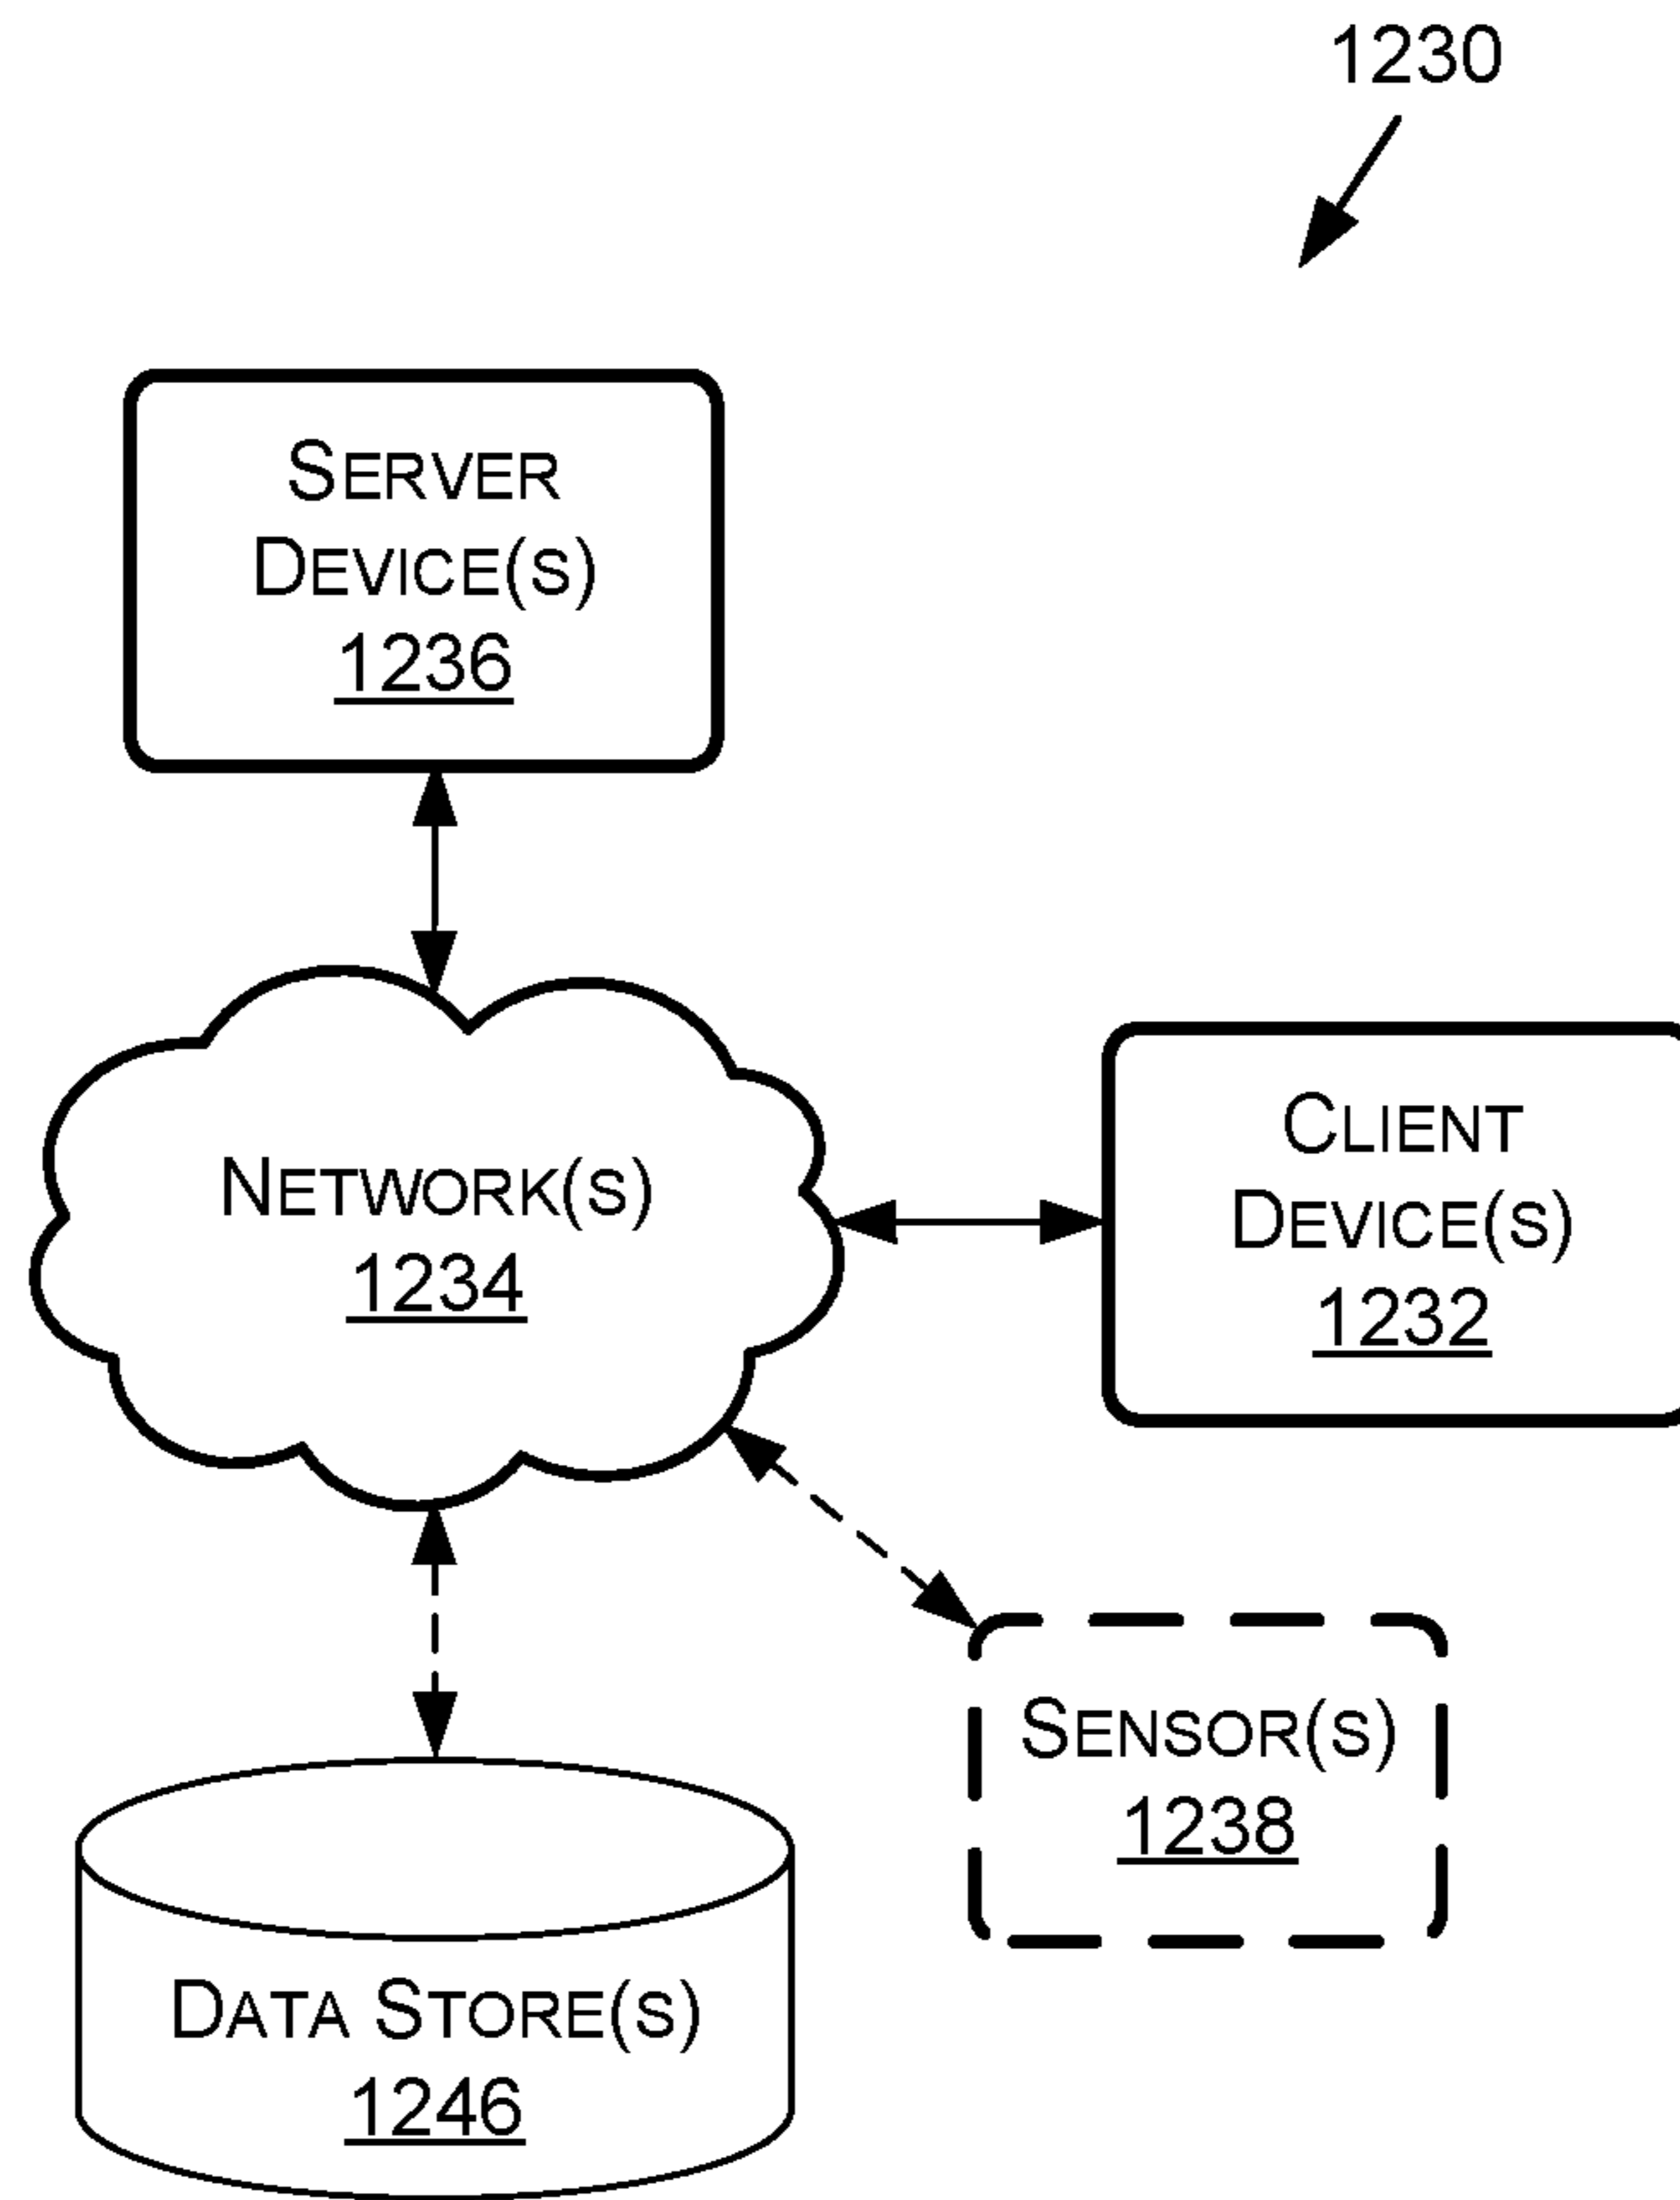 1230
SERVER
DEVICE(S)
1236
NETWORK(S)
1234
CLIENT
DEVICE(S)
1232
SENSOR(S)
1238
DATA STORE(S)
1246